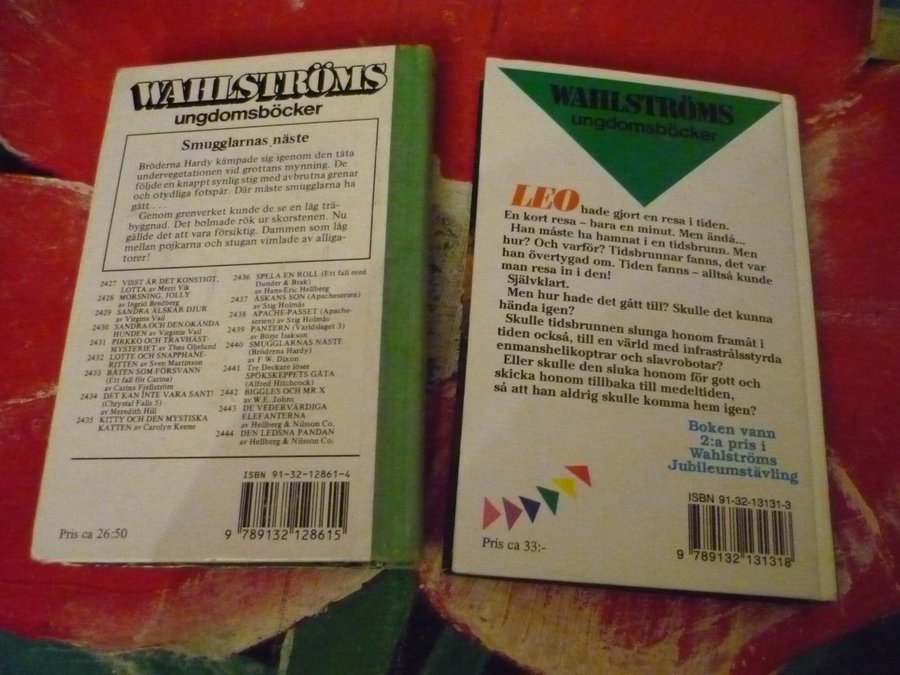 WAHLSTRÖMS
ungdomsböcker
Smugglarnas näste
Bröderna Hardy kämpade sig igenom den täta
undervegetationen vid grottans mynning. De
följde en knappt synlig stig med avbrutna grenar
och otydliga fotspår. Där måste smugglarna ha
gått . . .
Genom grenverket kunde de se en låg trä-
byggnad. Det bolmade rök ur skorstenen. Nu
gällde det att vara försiktig. Dammen som låg
mellan pojkarna och stugan vimlade av alliga-
torer!
2427 VISST ÄR DET KONSTIGT,
LOTTA av Merri Vik
2428 MORSNING, JOLLY
av Ingrid Bredberg
2429 SANDRA ÄLSKAR DJUR
av Virginia Vail
2430 SANDRA OCH DEN OKÄNDA
HUNDEN av Virginia Vail
2431 PIRKKO OCH TRAVHÄST-
MYSTERIET av Thea Oljelund
2432 LOTTE OCH SNAPPHANE-
RITTEN av Sven Martinson
2433 BÅTEN SOM FÖRSVANN
(Ett fall för Carina)
av Carina Fjellström
2434 DET KAN INTE VARA SANT!
(Chrystal Falls 5)
av Meredith Hill
2435 KITTY OCH DEN MYSTISKA
KATTEN av Carolyn Keene
2436 SPELA EN ROLL (Ett fall med
Dunder & Brak)
av Hans-Eric Hellberg
2437 ÅSKANS SON (Apacheserien)
av Stig Holmås
2438 APACHE-PASSET (Apache-
serien) av Stig Holmås
2439 PANTERN (Världslaget 3)
av Börje Isakson
2440 SMUGGLARNAS NÄSTE
(Bröderna Hardy)
av F.W. Dixon
2441 Tre Deckare löser
SPÖKSKEPPETS GÅTA
(Alfred Hitchcock)
2442 BIGGLES OCH MR X
av W.E. Johns
2443 DE VEDERVÄRDIGA
ELEFANTERNA
av Hellberg & Nilsson Co.
2444 DEN LEDSNA PANDAN
av Hellberg & Nilsson Co.
ISBN 91-32-12861-4
9 789132 128615
Pris ca 26:50
WAHLSTRÖMS
ungdomsböcker
LEO hade gjort en resa i tiden.
En kort resa – bara en minut. Men ändå...
Han måste ha hamnat i en tidsbrunn. Men
hur? Och varför? Tidsbrunnar fanns, det var
han övertygad om. Tiden fanns – alltså kunde
man resa in i den!
Självklart.
Men hur hade det gått till? Skulle det kunna
hända igen?
Skulle tidsbrunnen slunga honom framåt i
tiden också, till en värld med infrastrålsstyrda
enmanshelikoptrar och slavrobotar?
Eller skulle den sluka honom för gott och
skicka honom tillbaka till medeltiden,
så att han aldrig skulle komma hem igen?
Boken vann
2:a pris i
Wahlströms
Jubileumstävling
ISBN 91-32-13131-3
9 789132 131318
Pris ca 33:-